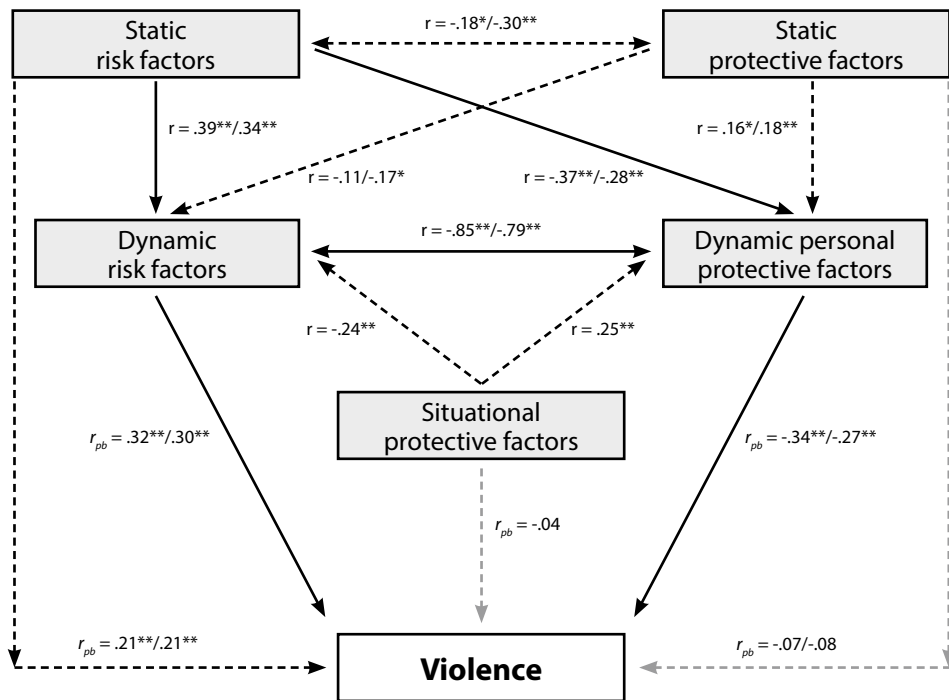 r = -.18*/-.30**
Static
risk factors
Static
protective factors
r = .39**/.34**
r = .16*/.18**
r = -.11/-.17*
r = -.37**/-.28**
r = -.85**/-.79**
Dynamic
risk factors
Dynamic personal
protective factors
r = -.24**
r = .25**
Situational
protective factors
r_pb = .32**/.30**
r_pb = -.34**/-.27**
r_pb = -.04
r_pb = .21**/.21**
Violence
r_pb = -.07/-.08